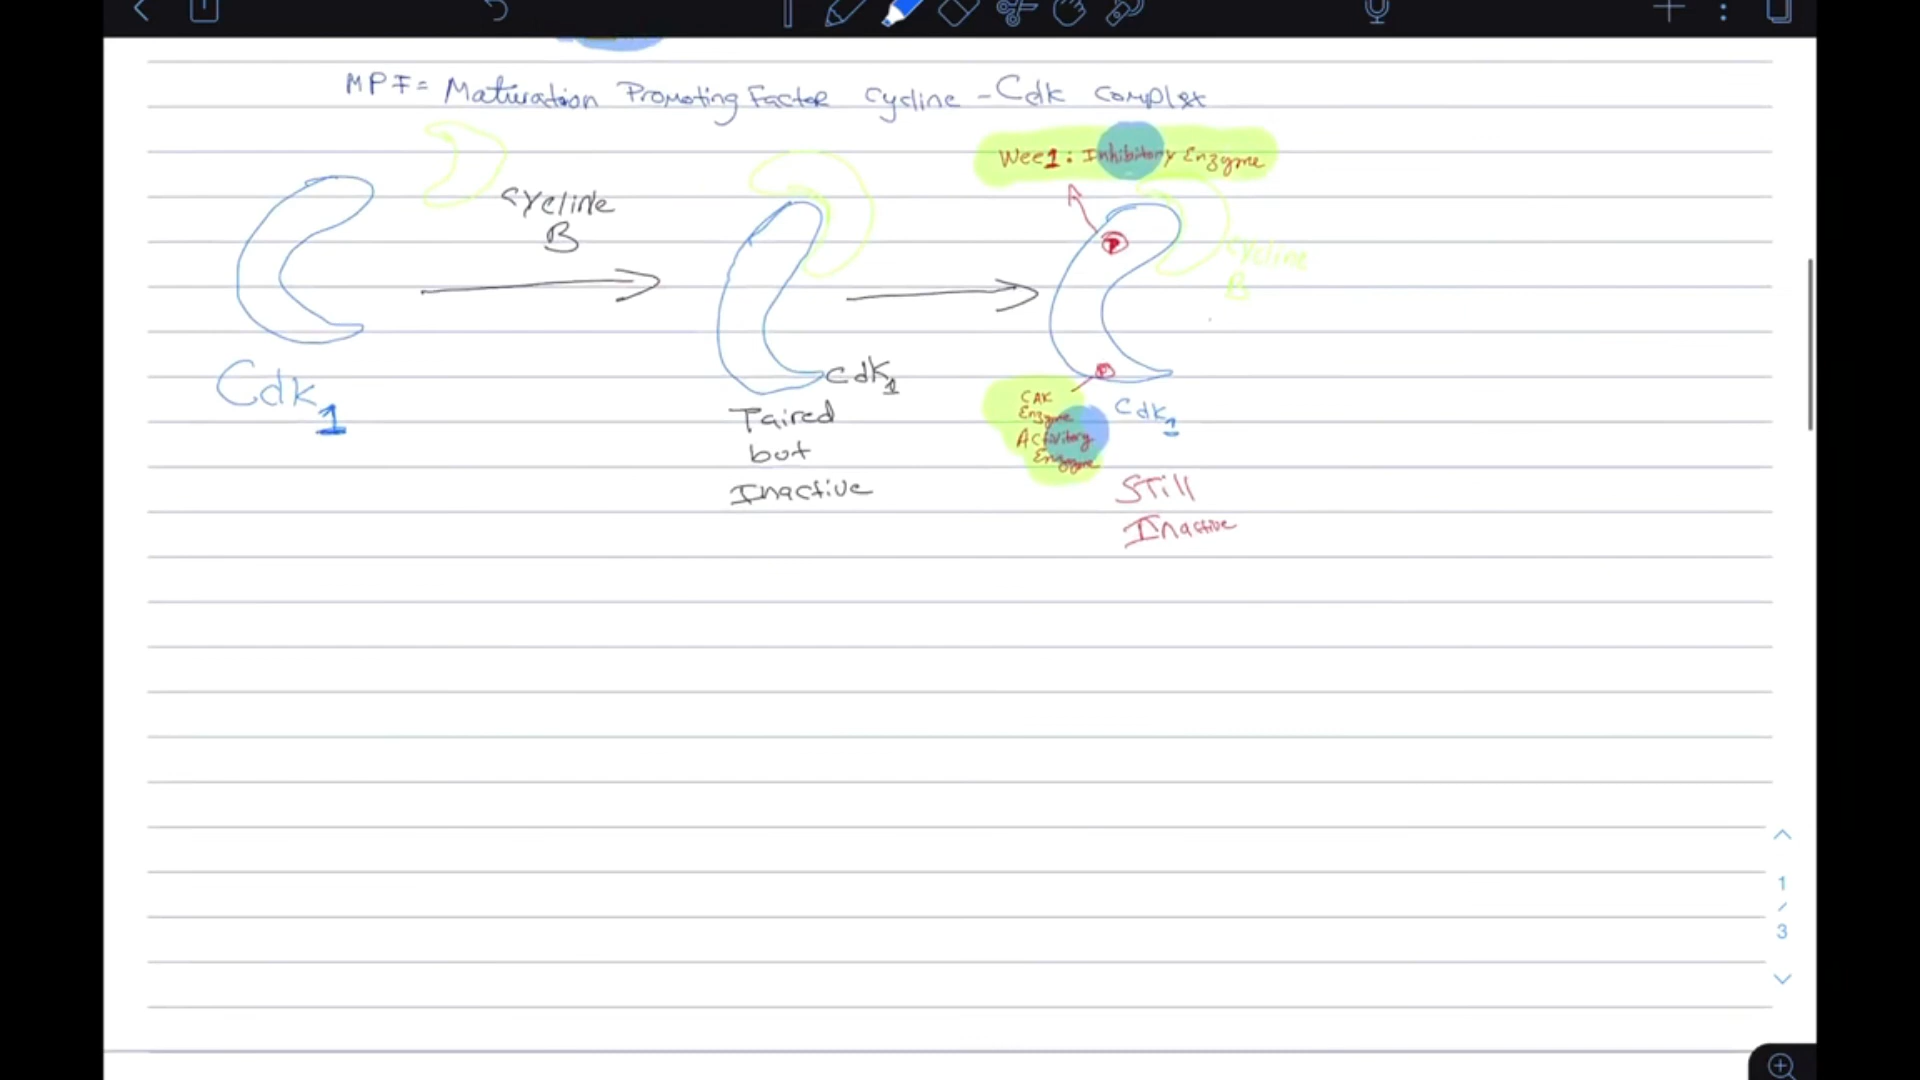 MPF = Maturation Promoting Factor cycline - Cdk complex
Wee1: Inhibitory Enzyme
cycline
B
cycline
B
Cdk1
cdk1
Paired
but
Inactive
CAK
Enzyme
Activitory
Enzyme
Cdk1
Still
Inactive
1
/
3